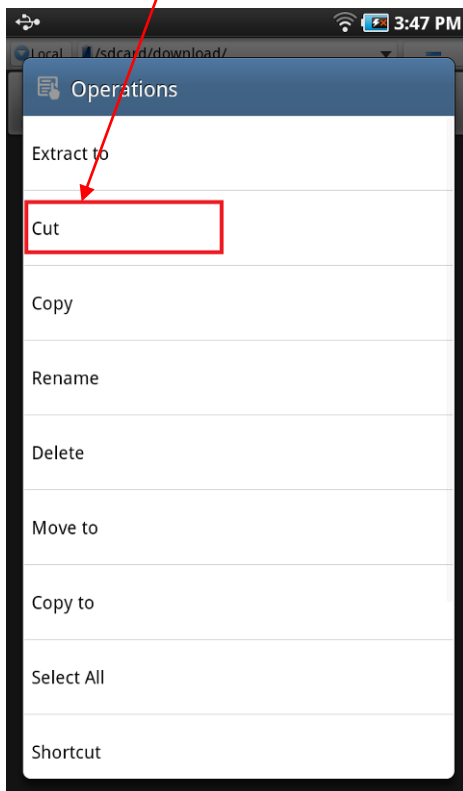 3:47 PM
Local /sdcard/download/
Operations
Extract to
Cut
Copy
Rename
Delete
Move to
Copy to
Select All
Shortcut